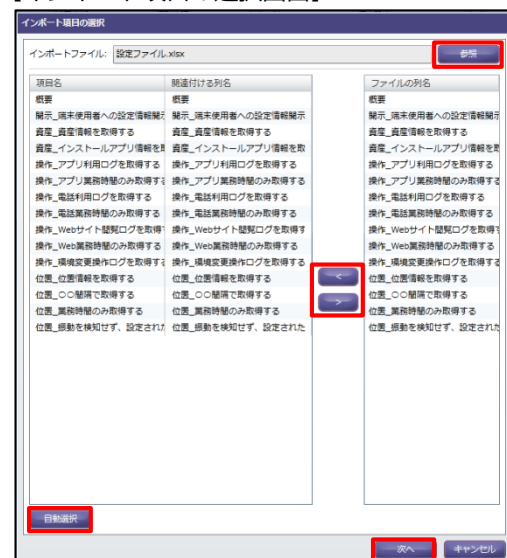 インポート項目の選択
インポートファイル: 設定ファイル.xlsx 参照
項目名 関連付ける列名 ファイルの列名
概要 概要 概要
開示_端末使用者への設定情報開示 開示_端末使用者への設定情報開示 開示_端末使用者への設定情報開示
資産_資産情報を取得する 資産_資産情報を取得する 資産_資産情報を取得する
資産_インストールアプリ情報を取 資産_インストールアプリ情報を取 資産_インストールアプリ情報を取
操作_アプリ利用ログを取得する 操作_アプリ利用ログを取得する 操作_アプリ利用ログを取得する
操作_アプリ業務時間のみ取得する 操作_アプリ業務時間のみ取得する 操作_アプリ業務時間のみ取得する
操作_電話利用ログを取得する 操作_電話利用ログを取得する 操作_電話利用ログを取得する
操作_電話業務時間のみ取得する 操作_電話業務時間のみ取得する 操作_電話業務時間のみ取得する
操作_Webサイト閲覧ログを取得 操作_Webサイト閲覧ログを取得す 操作_Webサイト閲覧ログを取得
操作_Web業務時間のみ取得する 操作_Web業務時間のみ取得する 操作_Web業務時間のみ取得する
操作_環境変更操作ログを取得する 操作_環境変更操作ログを取得する 操作_環境変更操作ログを取得する
位置_位置情報を取得する 位置_位置情報を取得する < 位置_位置情報を取得する
位置_〇〇間隔で取得する 位置_〇〇間隔で取得する 位置_〇〇間隔で取得する
位置_業務時間のみ取得する 位置_業務時間のみ取得する > 位置_業務時間のみ取得する
位置_振動を検知せず、設定された 位置_振動を検知せず、設定された 位置_振動を検知せず、設定された
自動選択
次へ キャンセル